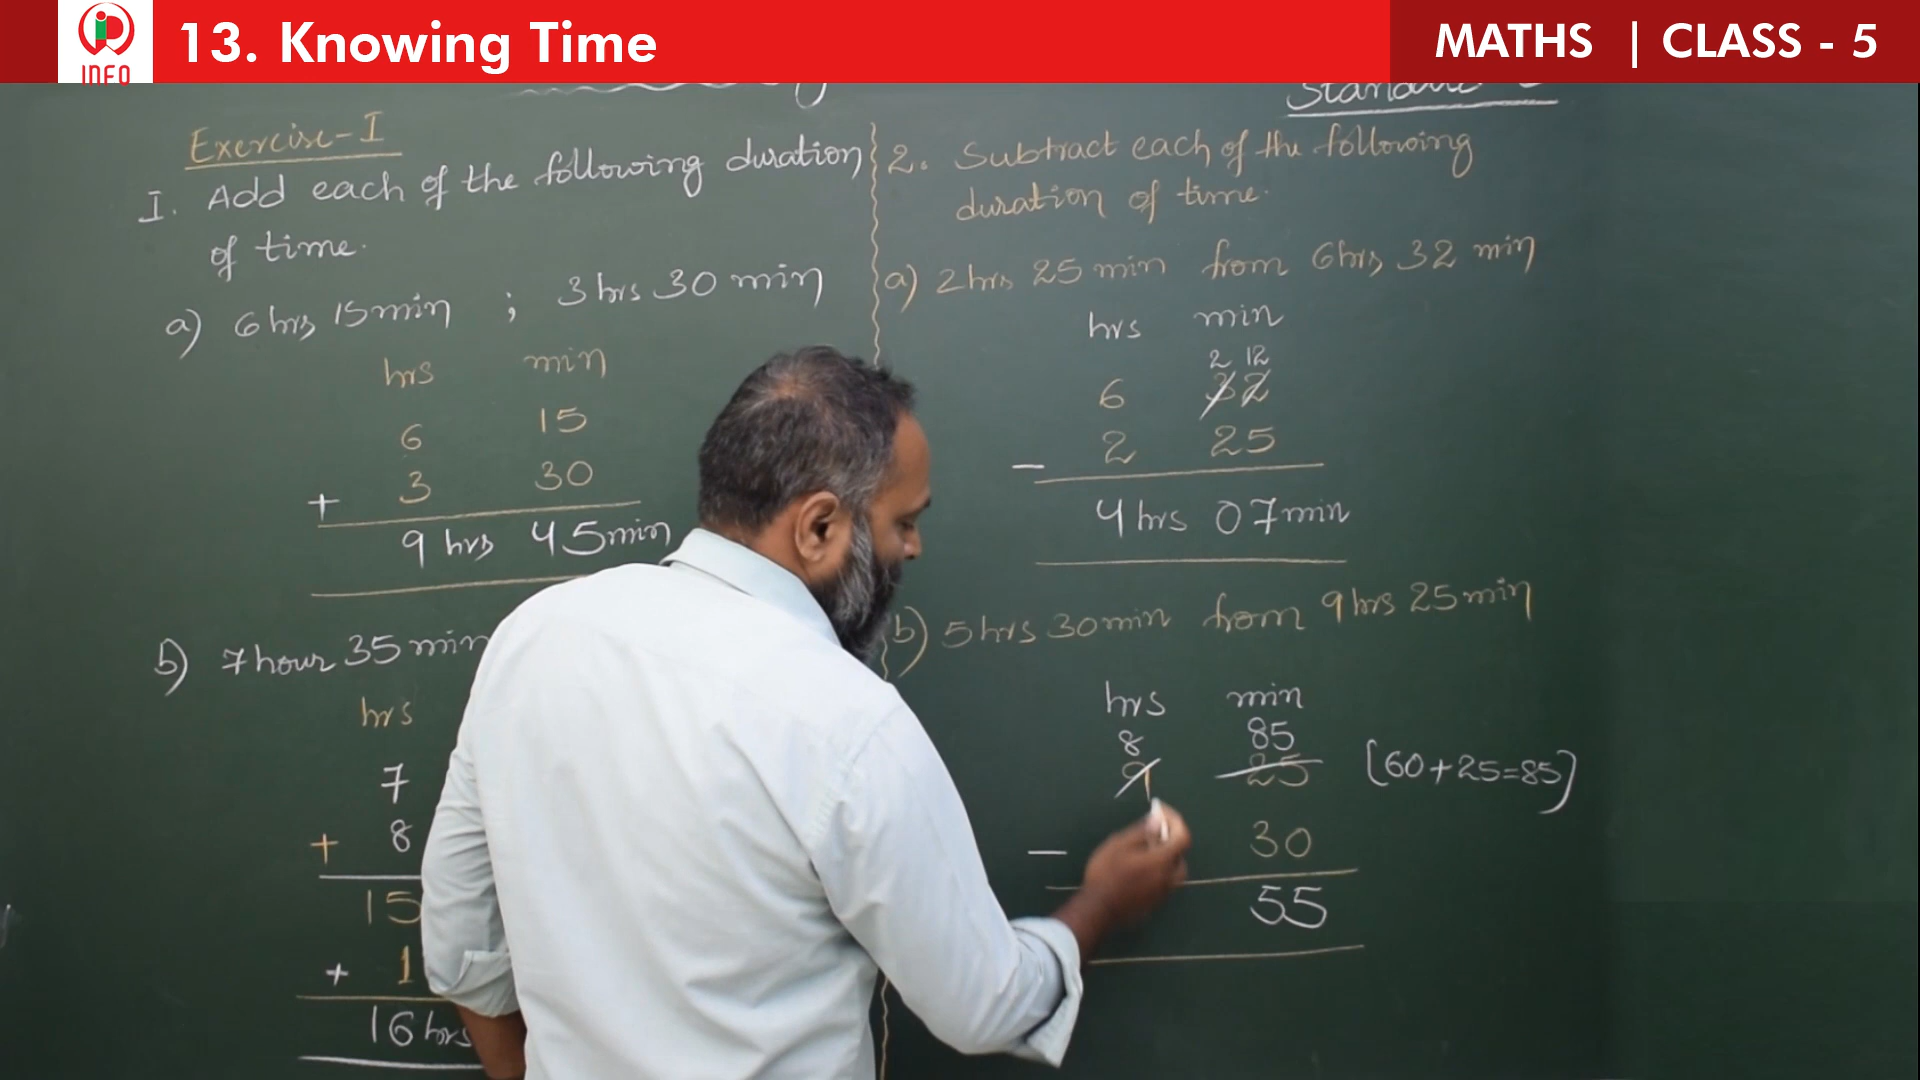 INFO
13. Knowing Time
MATHS | CLASS - 5
Exercise-I
I. Add each of the following duration
of time.
a) 6 hrs 15 min ; 3 hrs 30 min
hrs min
6 15
+ 3 30
9 hrs 45 min
b) 7 hour 35 min
hrs
7
+ 8
15
+ 1
16 hrs
2. Subtract each of the following
duration of time.
a) 2 hrs 25 min from 6 hrs 32 min
hrs min
2 12
6 32
- 2 25
4 hrs 07 min
b) 5 hrs 30 min from 9 hrs 25 min
hrs min
8 85
9 25 (60+25=85)
- 30
55